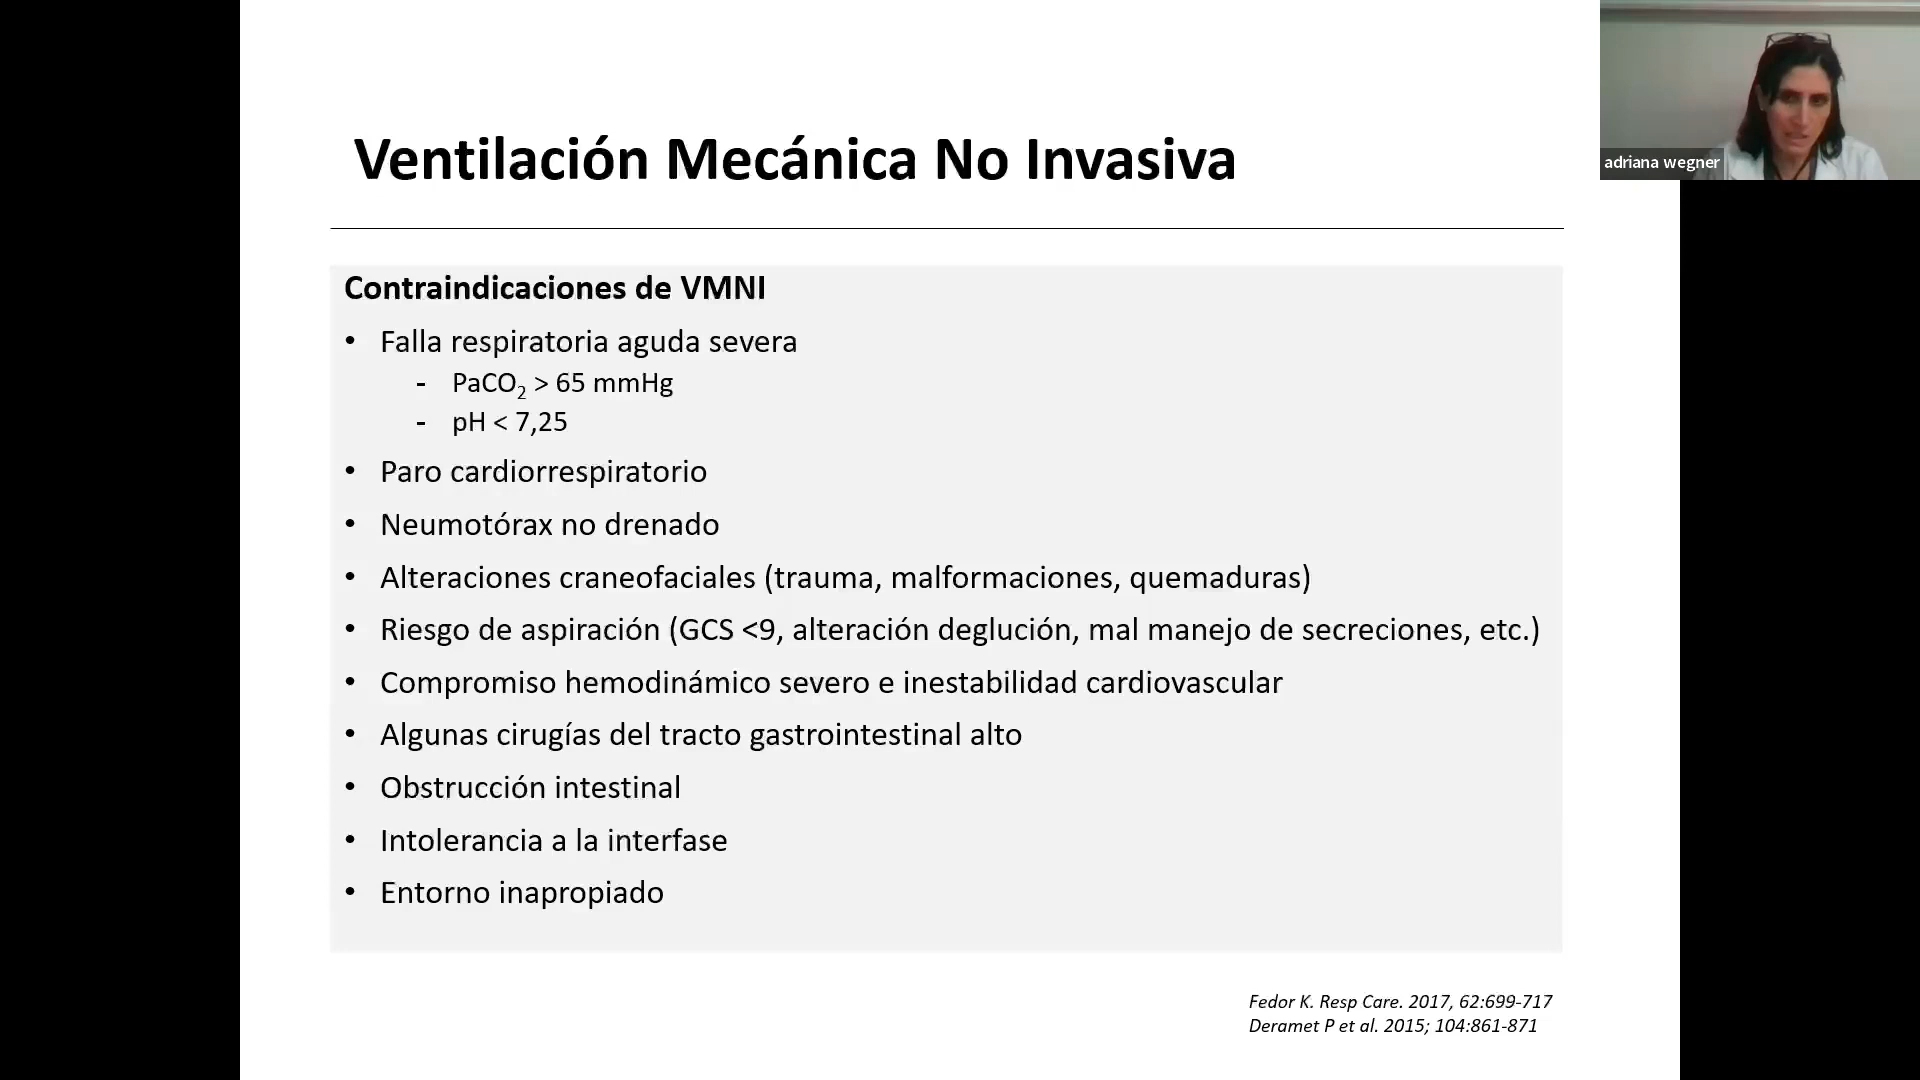 Ventilación Mecánica No Invasiva
adriana wegner
Contraindicaciones de VMNI
• Falla respiratoria aguda severa
- PaCO₂ > 65 mmHg
- pH < 7,25
• Paro cardiorrespiratorio
• Neumotórax no drenado
• Alteraciones craneofaciales (trauma, malformaciones, quemaduras)
• Riesgo de aspiración (GCS <9, alteración deglución, mal manejo de secreciones, etc.)
• Compromiso hemodinámico severo e inestabilidad cardiovascular
• Algunas cirugías del tracto gastrointestinal alto
• Obstrucción intestinal
• Intolerancia a la interfase
• Entorno inapropiado
Fedor K. Resp Care. 2017, 62:699-717
Deramet P et al. 2015; 104:861-871